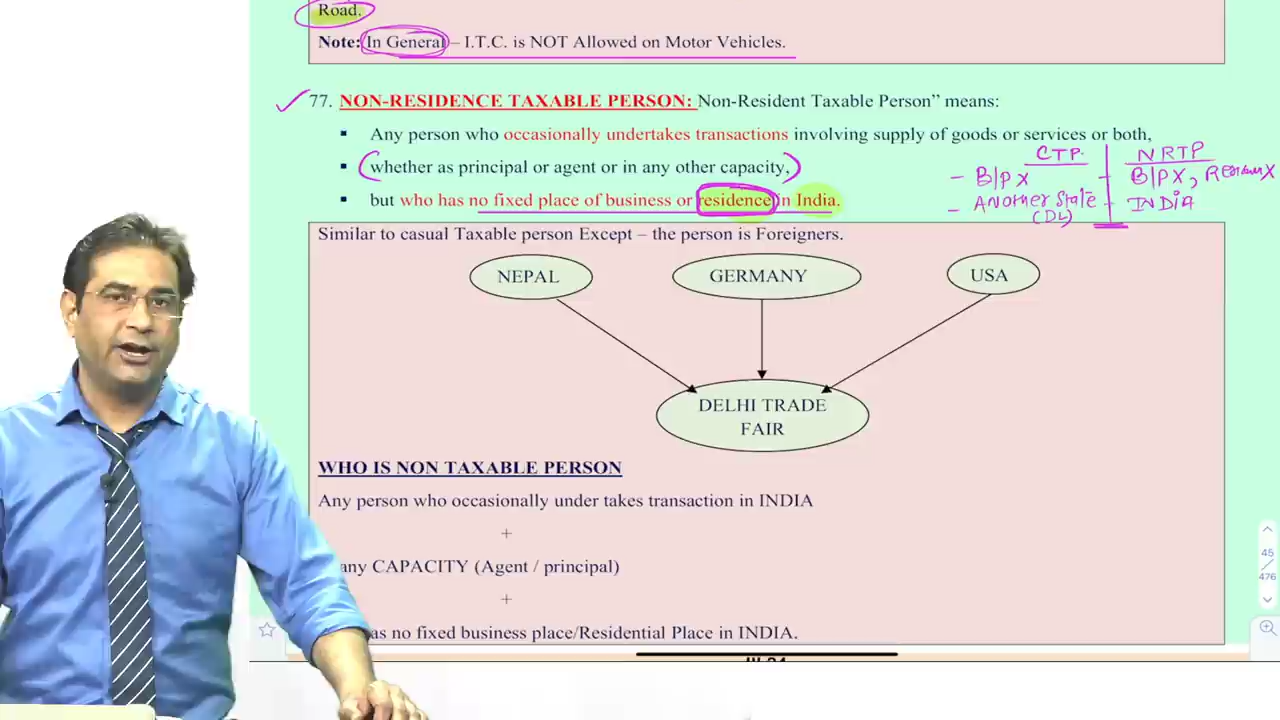 Road.
Note: In General – I.T.C. is NOT Allowed on Motor Vehicles.
77. NON-RESIDENCE TAXABLE PERSON: Non-Resident Taxable Person” means:
▪ Any person who occasionally undertakes transactions involving supply of goods or services or both,
▪ whether as principal or agent or in any other capacity,
▪ but who has no fixed place of business or residence in India.
CTP. NRTP
– B/P X – B/P X, Residence X
– ANOTHER State – INDIA
(DL)
Similar to casual Taxable person Except – the person is Foreigners.
NEPAL GERMANY USA
DELHI TRADE
FAIR
WHO IS NON TAXABLE PERSON
Any person who occasionally under takes transaction in INDIA
+
any CAPACITY (Agent / principal)
+
as no fixed business place/Residential Place in INDIA.
45
/
476